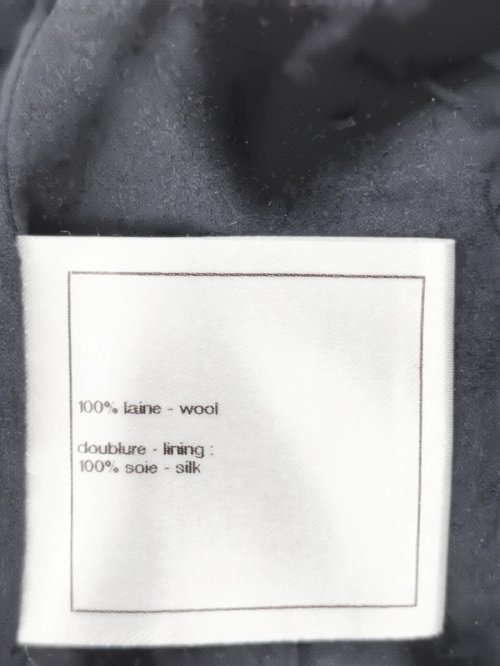 100% laine - wool
doublure - lining :
100% soie - silk